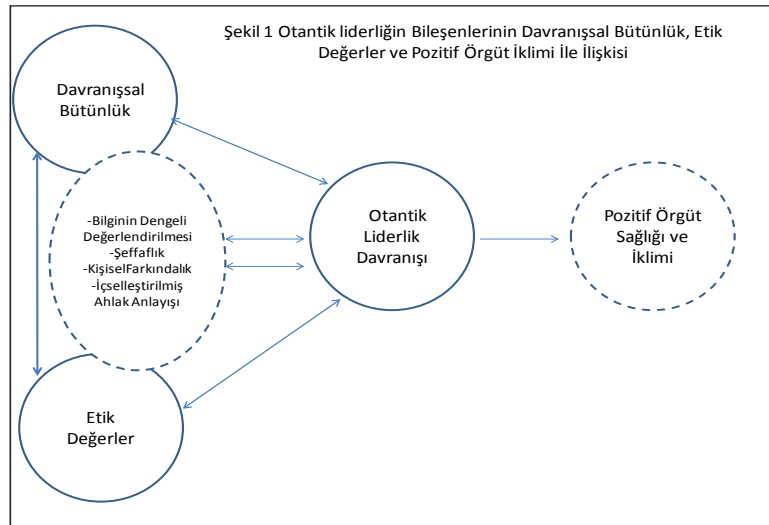 Şekil 1 Otantik liderliğin Bileşenlerinin Davranışsal Bütünlük, Etik
Değerler ve Pozitif Örgüt İklimi İle İlişkisi
Davranışsal
Bütünlük
-Bilginin Dengeli
Değerlendirilmesi
-Şeffaflık
-KişiselFarkındalık
-İçselleştirilmiş
Ahlak Anlayışı
Otantik
Liderlik
Davranışı
Pozitif Örgüt
Sağlığı ve
İklimi
Etik
Değerler